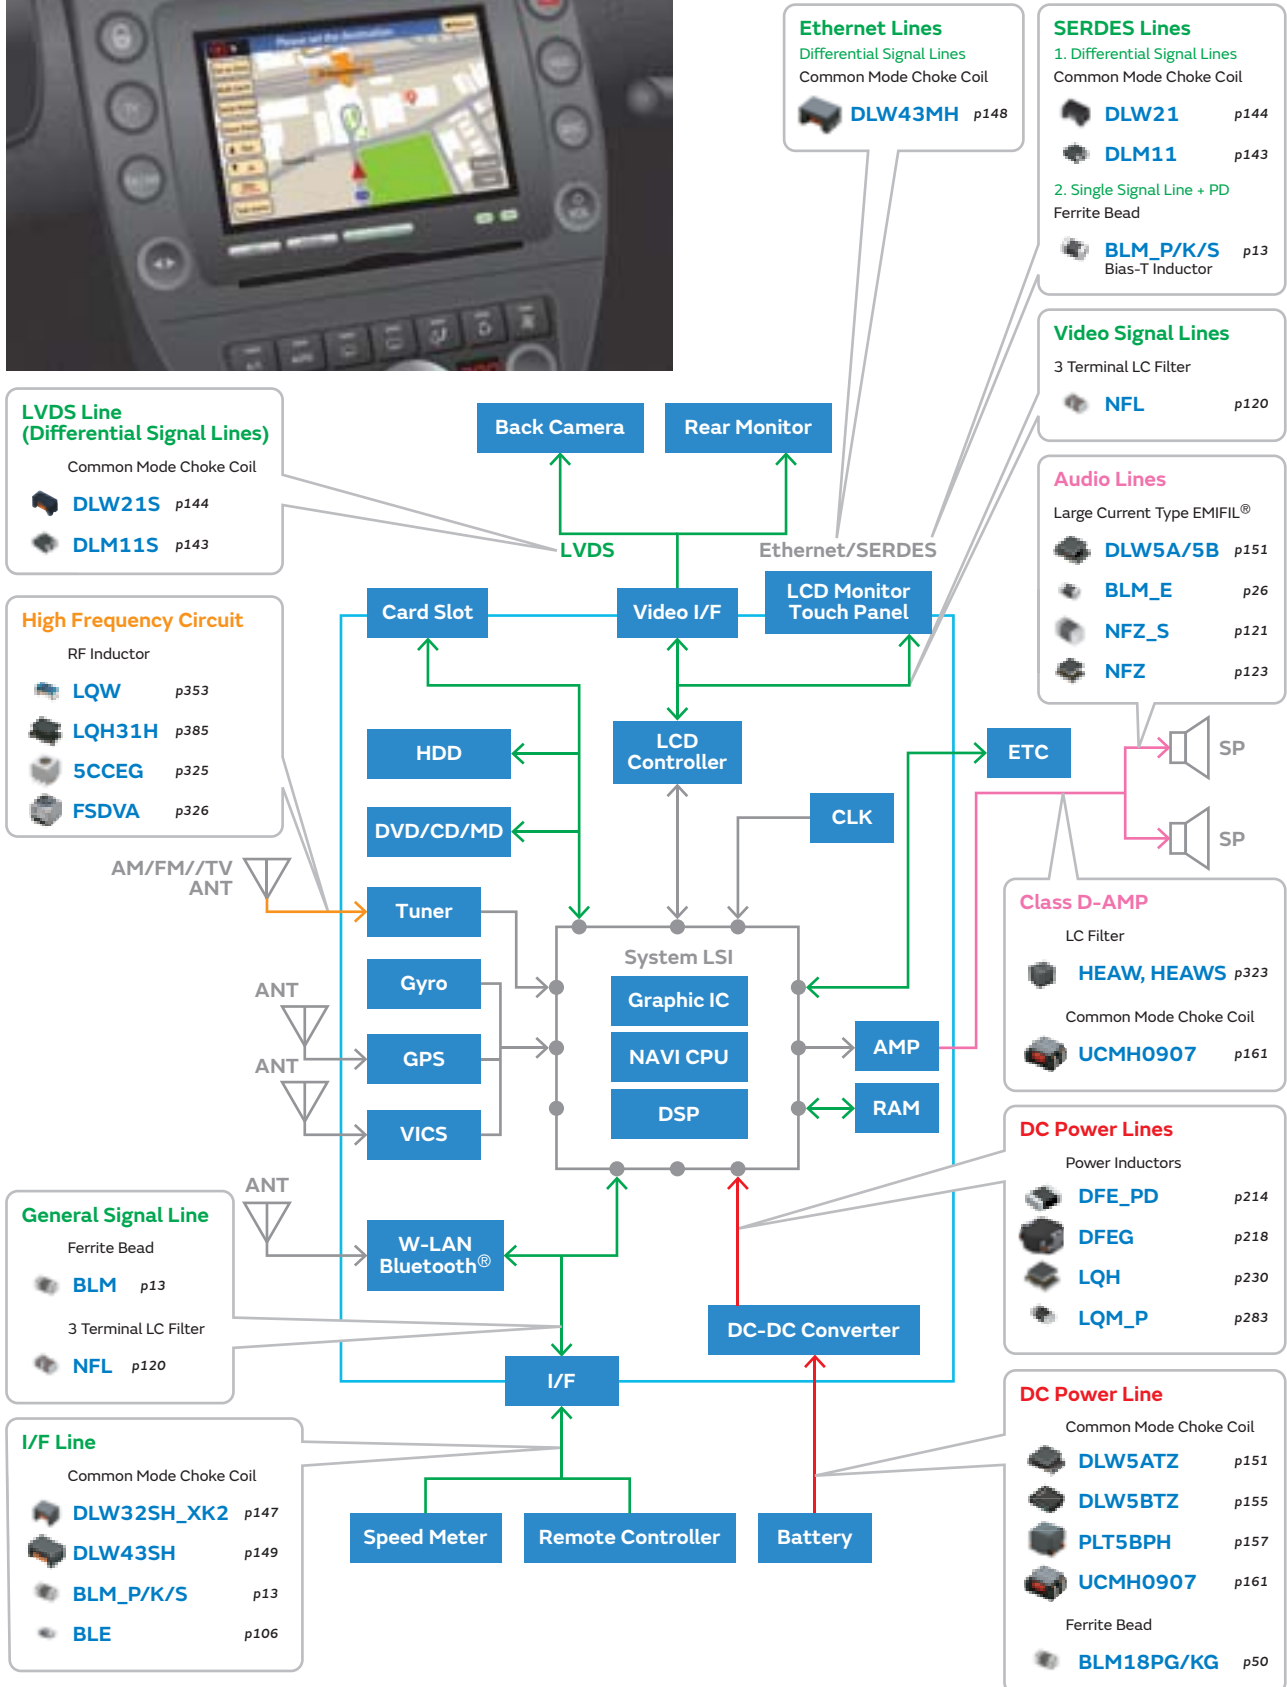 Please set the destination
Ethernet Lines
Differential Signal Lines
Common Mode Choke Coil
DLW43MH p148
SERDES Lines
1. Differential Signal Lines
Common Mode Choke Coil
DLW21 p144
DLM11 p143
2. Single Signal Line + PD
Ferrite Bead
BLM_P/K/S p13
Bias-T Inductor
Video Signal Lines
3 Terminal LC Filter
NFL p120
LVDS Line
(Differential Signal Lines)
Common Mode Choke Coil
DLW21S p144
DLM11S p143
Back Camera
Rear Monitor
LVDS
Ethernet/SERDES
Audio Lines
Large Current Type EMIFIL®
DLW5A/5B p151
BLM_E p26
NFZ_S p121
NFZ p123
High Frequency Circuit
RF Inductor
LQW p353
LQH31H p385
5CCEG p325
FSDVA p326
Card Slot
Video I/F
LCD Monitor
Touch Panel
HDD
LCD
Controller
ETC
SP
DVD/CD/MD
CLK
SP
AM/FM//TV
ANT
Tuner
Class D-AMP
LC Filter
HEAW, HEAWS p323
Common Mode Choke Coil
UCMH0907 p161
System LSI
Graphic IC
NAVI CPU
DSP
Gyro
ANT
GPS
ANT
VICS
AMP
RAM
DC Power Lines
Power Inductors
DFE_PD p214
DFEG p218
LQH p230
LQM_P p283
ANT
General Signal Line
Ferrite Bead
BLM p13
3 Terminal LC Filter
NFL p120
W-LAN
Bluetooth®
DC-DC Converter
I/F
DC Power Line
Common Mode Choke Coil
DLW5ATZ p151
DLW5BTZ p155
PLT5BPH p157
UCMH0907 p161
Ferrite Bead
BLM18PG/KG p50
I/F Line
Common Mode Choke Coil
DLW32SH_XK2 p147
DLW43SH p149
BLM_P/K/S p13
BLE p106
Speed Meter
Remote Controller
Battery